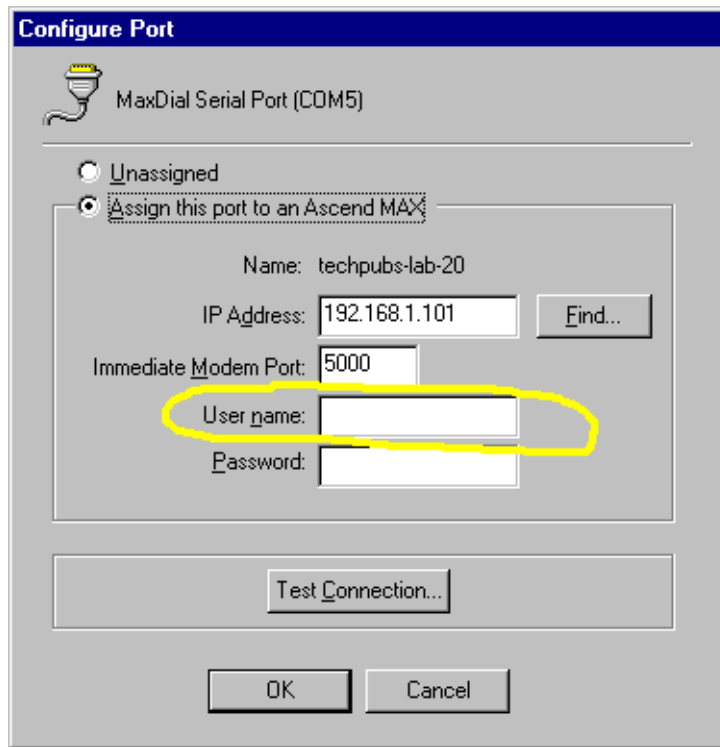 Configure Port
MaxDial Serial Port (COM5)
Unassigned
Assign this port to an Ascend MAX
Name: techpubs-lab-20
IP Address: 192.168.1.101 Find...
Immediate Modem Port: 5000
User name:
Password:
Test Connection...
OK Cancel